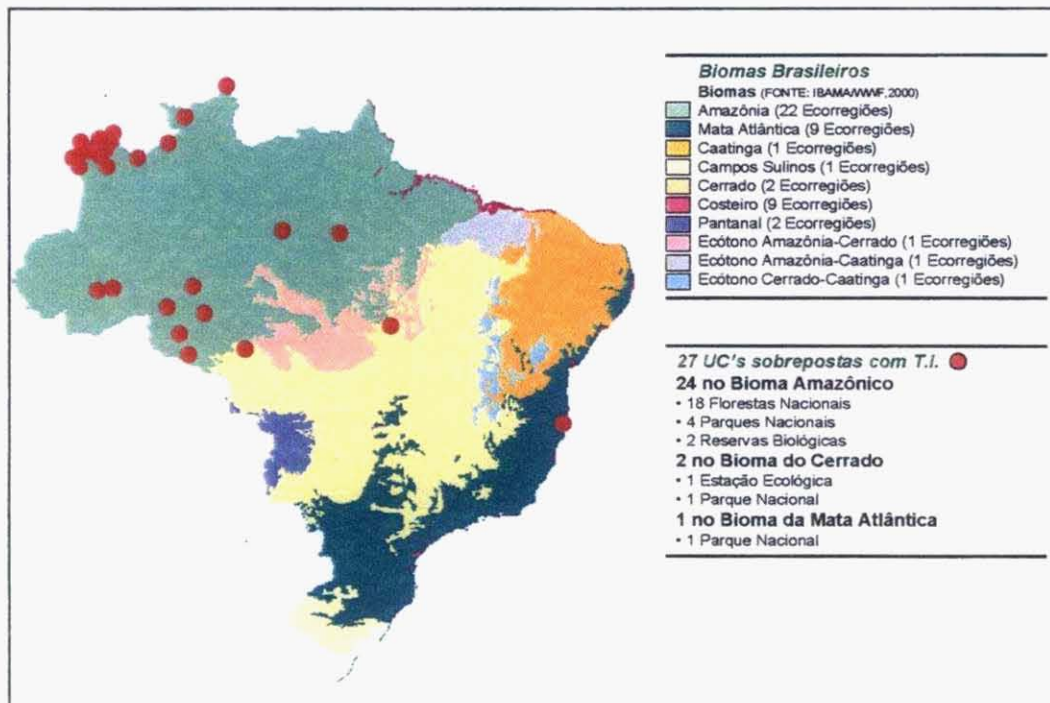 Biomas Brasileiros
Biomas (FONTE: IBAMA/WWF, 2000)
Amazônia (22 Ecorregiões)
Mata Atlântica (9 Ecorregiões)
Caatinga (1 Ecorregiões)
Campos Sulinos (1 Ecorregiões)
Cerrado (2 Ecorregiões)
Costeiro (9 Ecorregiões)
Pantanal (2 Ecorregiões)
Ecótono Amazônia-Cerrado (1 Ecorregiões)
Ecótono Amazônia-Caatinga (1 Ecorregiões)
Ecótono Cerrado-Caatinga (1 Ecorregiões)
27 UC's sobrepostas com T.I.
24 no Bioma Amazônico
• 18 Florestas Nacionais
• 4 Parques Nacionais
• 2 Reservas Biológicas
2 no Bioma do Cerrado
• 1 Estação Ecológica
• 1 Parque Nacional
1 no Bioma da Mata Atlântica
• 1 Parque Nacional